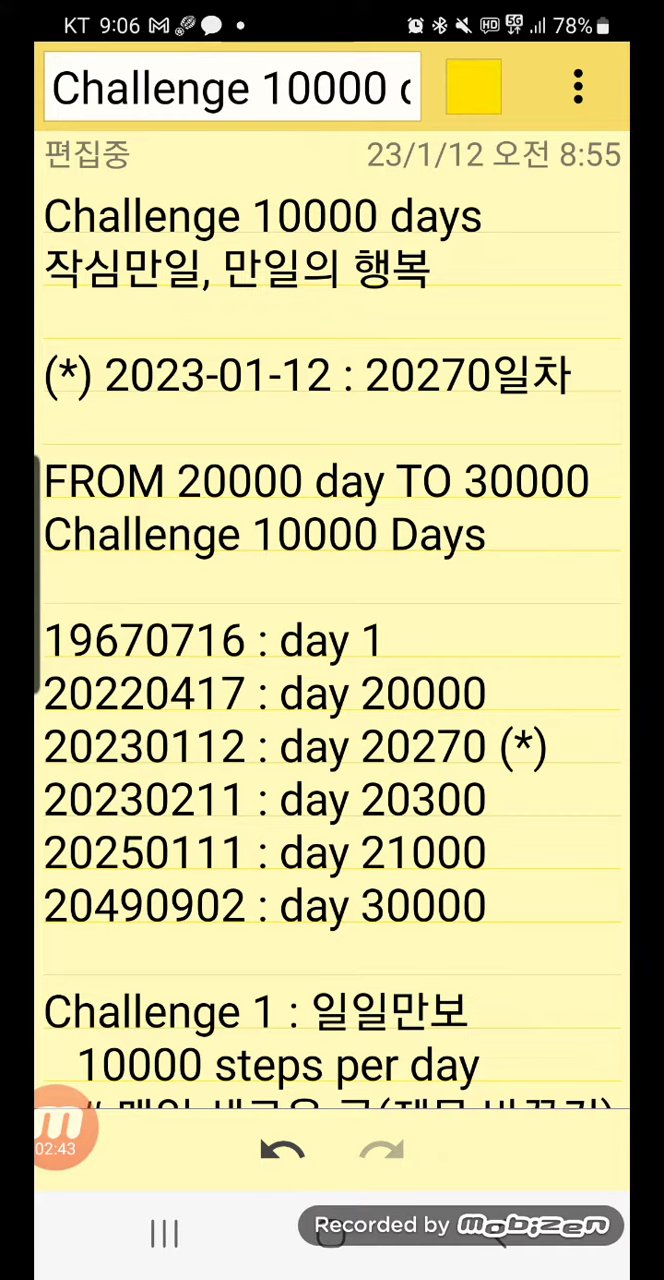 KT 9:06 HD 5G 78%
Challenge 10000
편집중 23/1/12 오전 8:55
Challenge 10000 days
작심만일, 만일의 행복
(*) 2023-01-12 : 20270일차
FROM 20000 day TO 30000
Challenge 10000 Days
19670716 : day 1
20220417 : day 20000
20230112 : day 20270 (*)
20230211 : day 20300
20250111 : day 21000
20490902 : day 30000
Challenge 1 : 일일만보
10000 steps per day
02:43
Recorded by mobizen